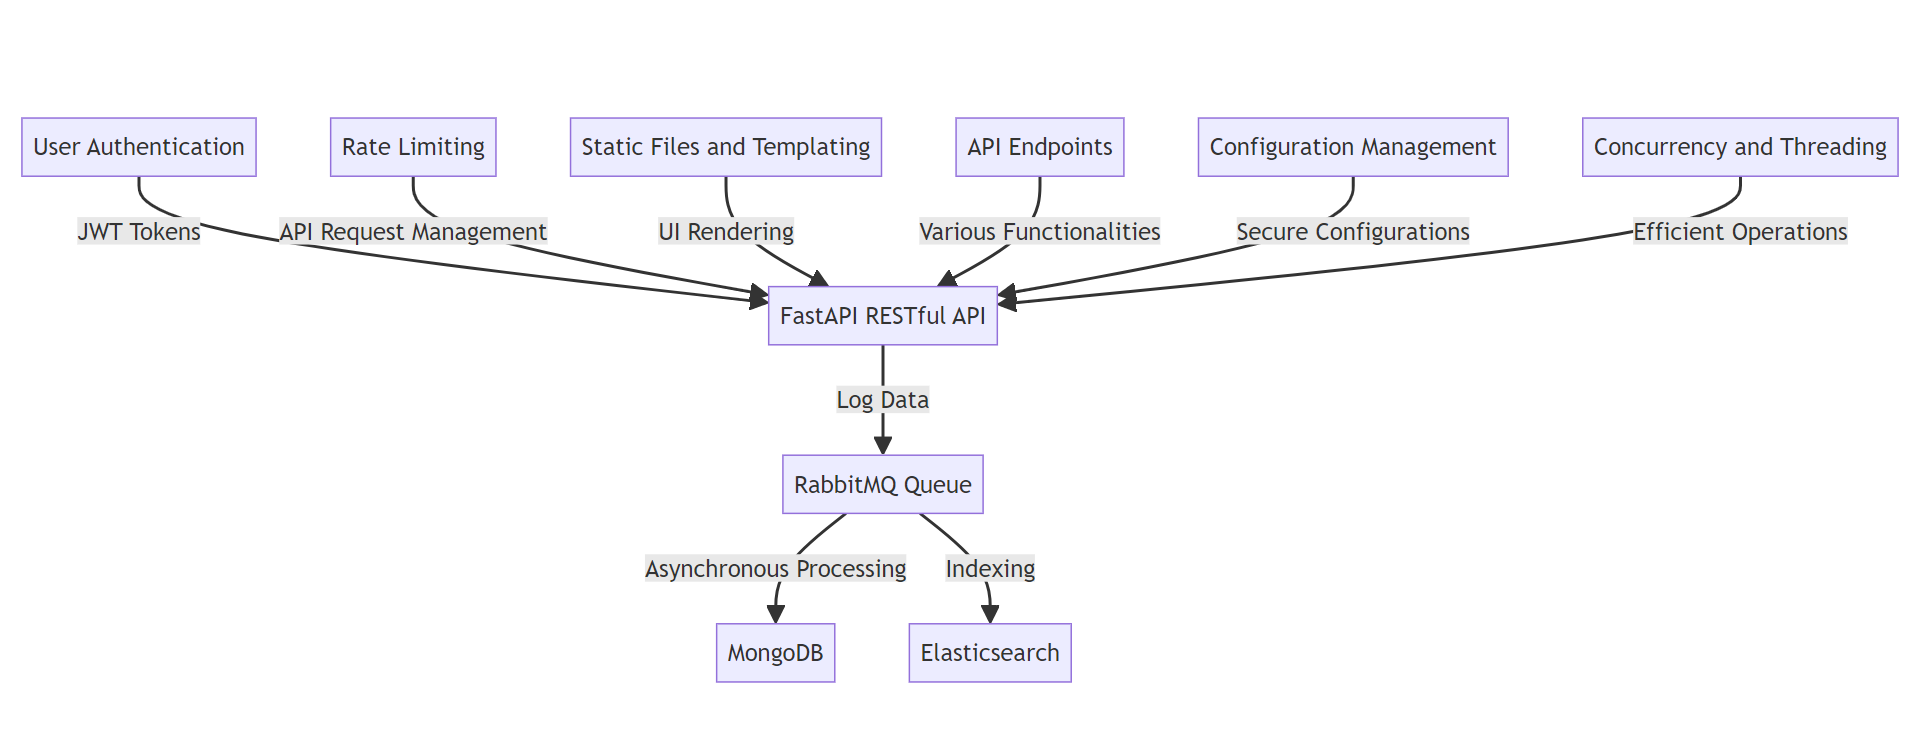 User Authentication
Rate Limiting
Static Files and Templating
API Endpoints
Configuration Management
Concurrency and Threading
JWT Tokens
API Request Management
UI Rendering
Various Functionalities
Secure Configurations
Efficient Operations
FastAPI RESTful API
Log Data
RabbitMQ Queue
Asynchronous Processing
Indexing
MongoDB
Elasticsearch